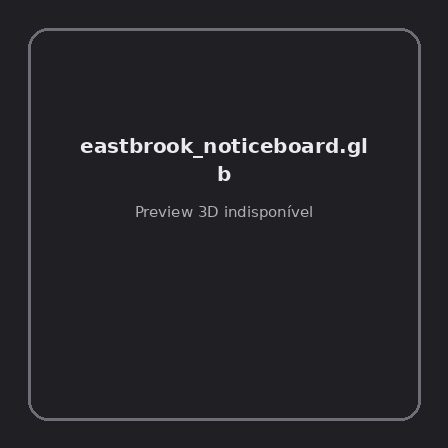 eastbrook_noticeboard.gl
b
Preview 3D indisponível